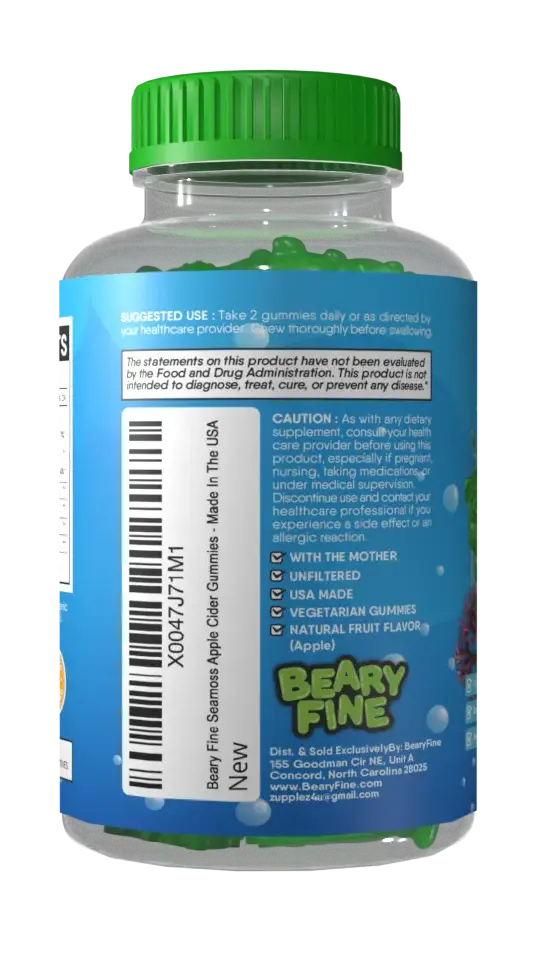 SUGGESTED USE : Take 2 gummies daily or as directed by
your healthcare provider. Chew thoroughly before swallowing.
The statements on this product have not been evaluated
by the Food and Drug Administration. This product is not
intended to diagnose, treat, cure, or prevent any disease.*
X0047J71M1
Beary Fine Seamoss Apple Cider Gummies - Made In The USA
New
CAUTION : As with any dietary
supplement, consult your health
care provider before using this
product, especially if pregnant,
nursing, taking medications, or
under medical supervision.
Discontinue use and contact your
healthcare professional if you
experience a side effect or an
allergic reaction.
WITH THE MOTHER
UNFILTERED
USA MADE
VEGETARIAN GUMMIES
NATURAL FRUIT FLAVOR
(Apple)
BEARY
FINE
Dist. & Sold ExclusivelyBy: BearyFine
155 Goodman Cir NE, Unit A
Concord, North Carolina 28025
www.BearyFine.com
zupplez4u@gmail.com